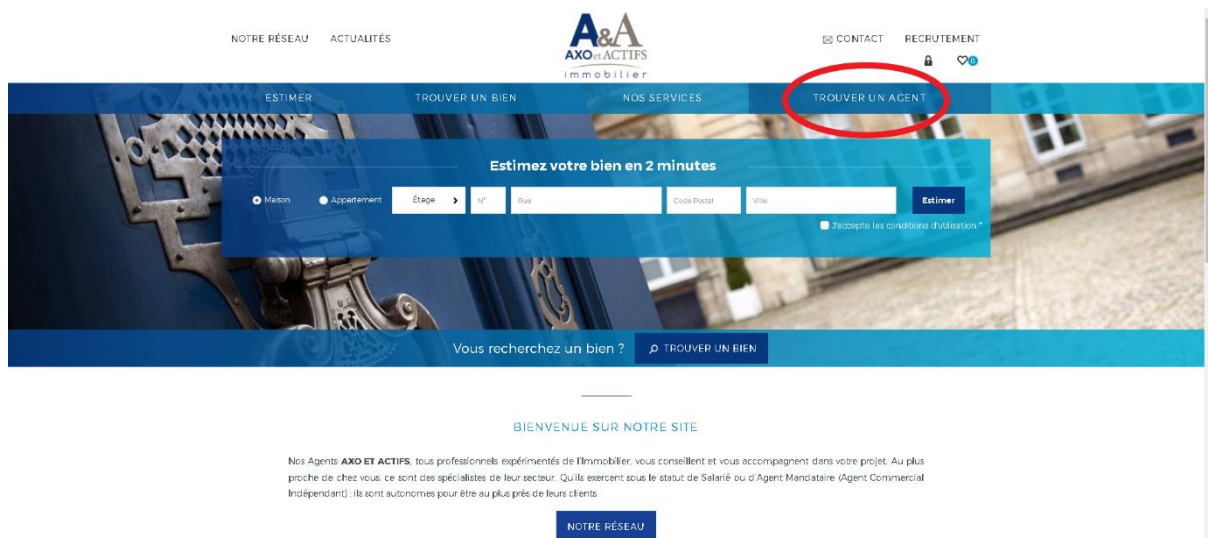 NOTRE RÉSEAU ACTUALITÉS
A&A
AXO et ACTIFS
immobilier
CONTACT RECRUTEMENT
0
ESTIMER TROUVER UN BIEN NOS SERVICES TROUVER UN AGENT
Estimez votre bien en 2 minutes
Maison Appartement Étage N° Rue Code Postal Ville Estimer
J'accepte les conditions d'utilisation *
Vous recherchez un bien ? TROUVER UN BIEN
BIENVENUE SUR NOTRE SITE
Nos Agents AXO ET ACTIFS, tous professionnels expérimentés de l'Immobilier, vous conseillent et vous accompagnent dans votre projet. Au plus
proche de chez vous, ce sont des spécialistes de leur secteur. Qu'ils exercent sous le statut de Salarié ou d'Agent Mandataire (Agent Commercial
Indépendant) ; ils sont autonomes pour être au plus près de leurs clients.
NOTRE RÉSEAU